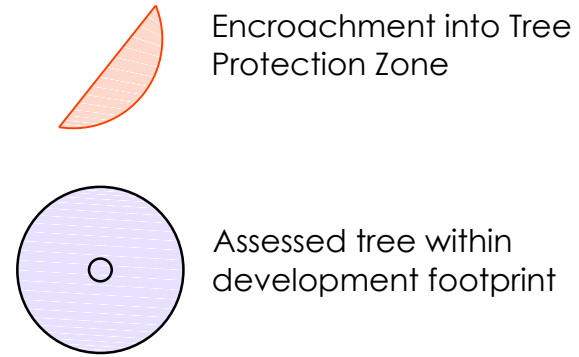 Encroachment into Tree
Protection Zone
Assessed tree within
development footprint